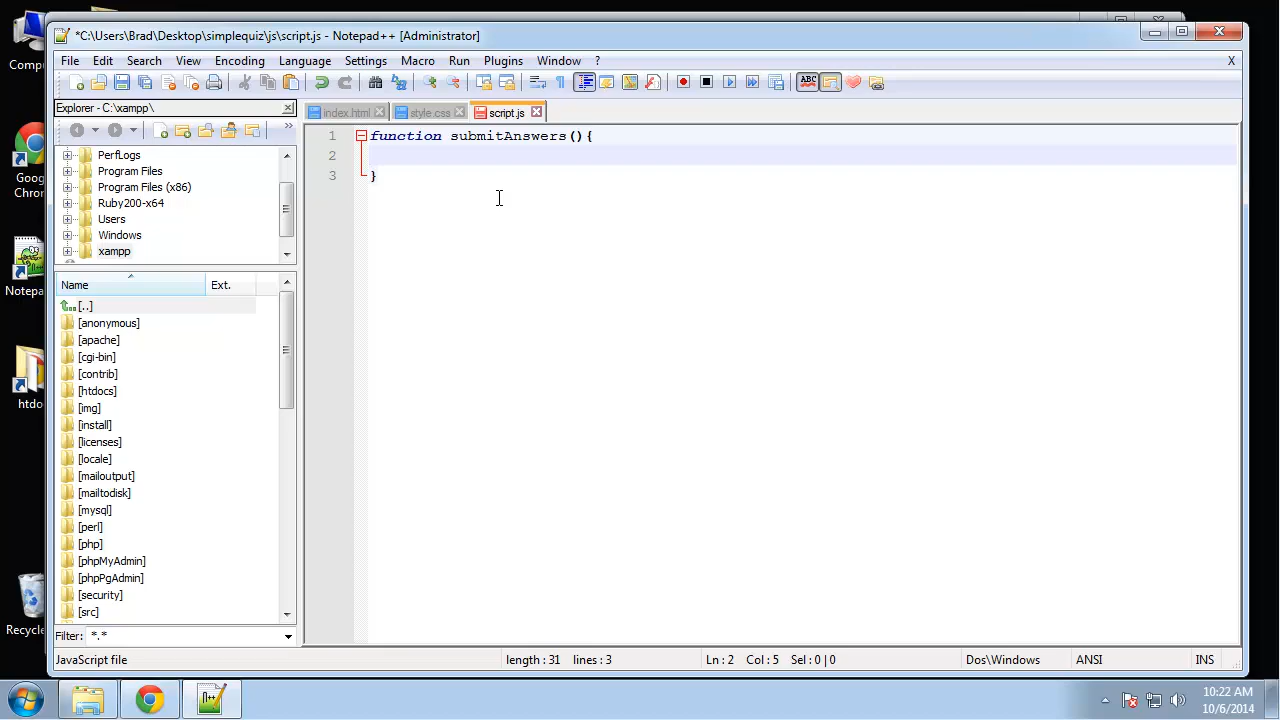 *C:\Users\Brad\Desktop\simplequiz\js\script.js - Notepad++ [Administrator]
File Edit Search View Encoding Language Settings Macro Run Plugins Window ? X
Explorer - C:\xampp\
index.html style.css script.js
PerfLogs
Program Files
Program Files (x86)
Ruby200-x64
Users
Windows
xampp
Name Ext.
[..]
[anonymous]
[apache]
[cgi-bin]
[contrib]
[htdocs]
[img]
[install]
[licenses]
[locale]
[mailoutput]
[mailtodisk]
[mysql]
[perl]
[php]
[phpMyAdmin]
[phpPgAdmin]
[security]
[src]
Filter: *.*
1 function submitAnswers(){
2
3 }
JavaScript file length : 31 lines : 3 Ln : 2 Col : 5 Sel : 0 | 0 Dos\Windows ANSI INS
Goog
Chron
Notepa
htdo
Recycle
10:22 AM
10/6/2014